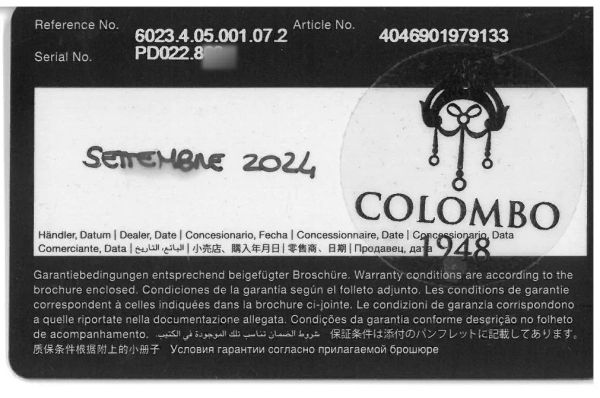 Reference No. 6023.4.05.001.07.2 Article No. 4046901979133
Serial No. PD022.8
SETTEMBRE 2024
COLOMBO
1948
Händler, Datum | Dealer, Date | Concesionario, Fecha | Concessionnaire, Date | Concessionario, Data
Comerciante, Data | البائع، التاريخ | 小売店、購入年月日 | 零售商、日期 | Продавец, дата
Garantiebedingungen entsprechend beigefügter Broschüre. Warranty conditions are according to the
brochure enclosed. Condiciones de la garantía según el folleto adjunto. Les conditions de garantie
correspondent à celles indiquées dans la brochure ci-jointe. Le condizioni di garanzia corrispondono
a quelle riportate nella documentazione allegata. Condições da garantia conforme descrição no folheto
de acompanhamento. شروط الضمان تناسب تلك الموجودة في الكتيب. 保証条件は添付のパンフレットに記載してあります。
质保条件根据附上的小册子 Условия гарантии согласно прилагаемой брошюре